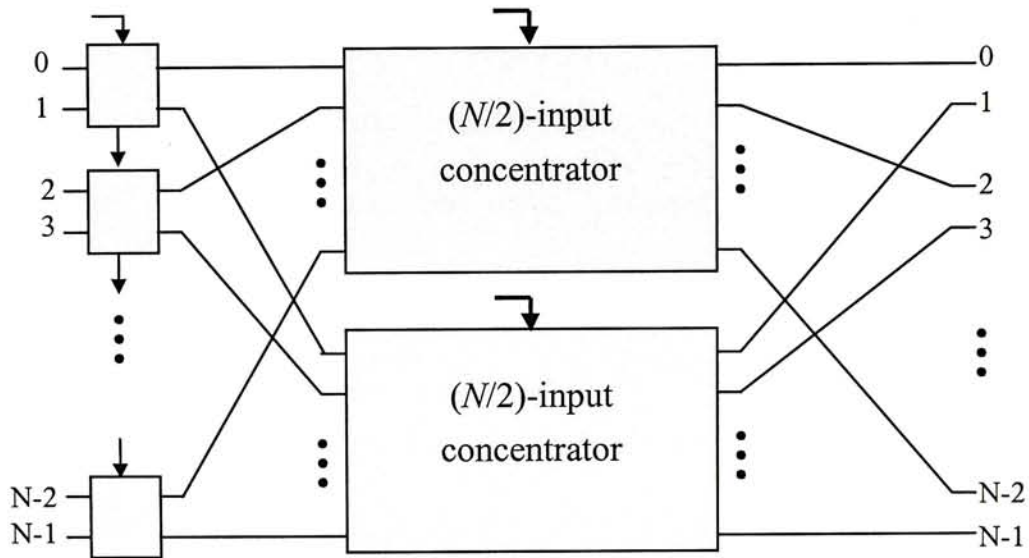 0
1
2
3
N-2
N-1
(N/2)-input
concentrator
(N/2)-input
concentrator
0
1
2
3
N-2
N-1